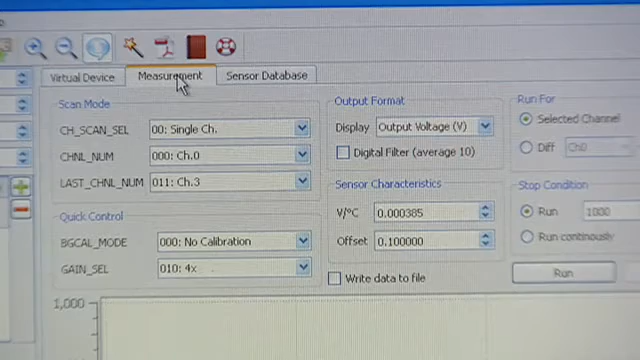 Virtual Device
Measurement
Sensor Database
Scan Mode
CH_SCAN_SEL 00: Single Ch.
CHNL_NUM 000: Ch.0
LAST_CHNL_NUM 011: Ch.3
Quick Control
BGCAL_MODE 000: No Calibration
GAIN_SEL 010: 4x
Output Format
Display Output Voltage (V)
Digital Filter (average 10)
Sensor Characteristics
V/°C 0.000385
Offset 0.100000
Write data to file
Run For
Selected Channel
Diff Ch0
Stop Condition
Run 1000
Run continously
Run
1,000